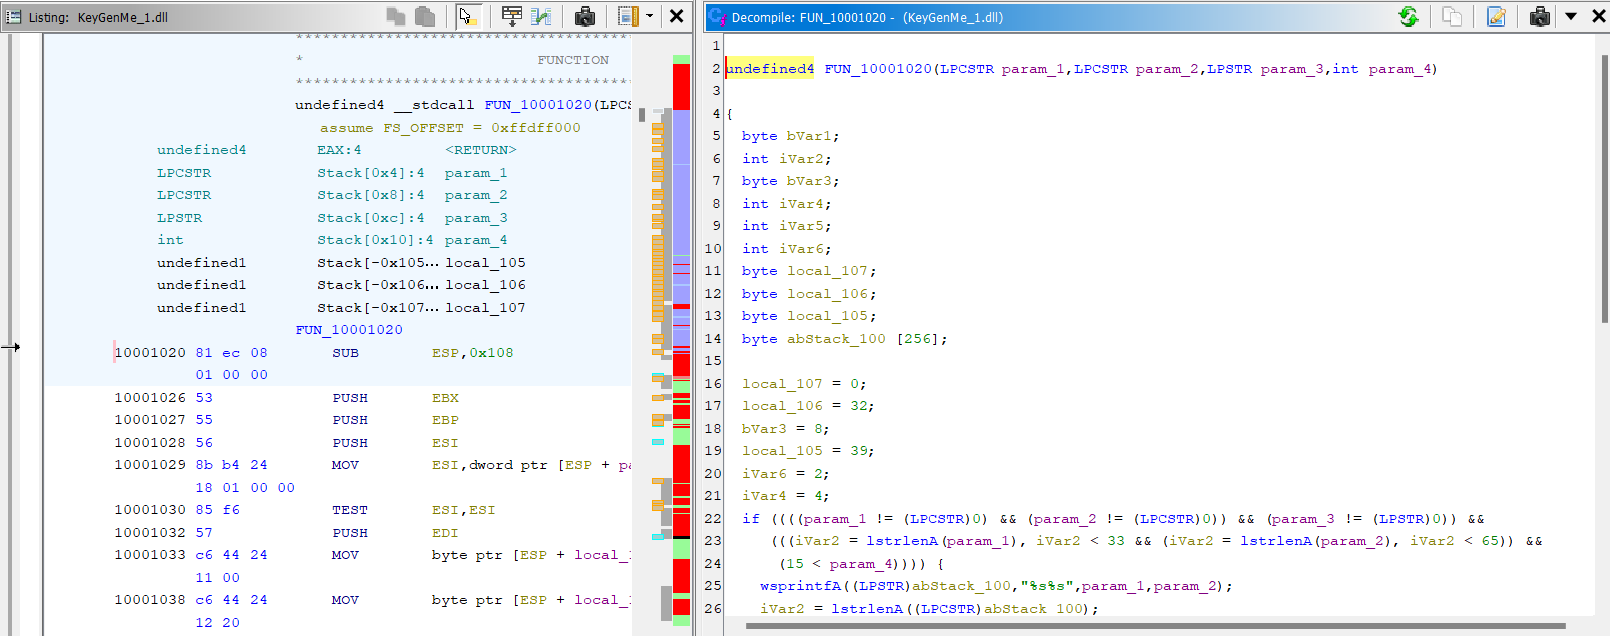 Listing: KeyGenMe_1.dll
*************************************
* FUNCTION
*************************************
undefined4 __stdcall FUN_10001020(LPCS
assume FS_OFFSET = 0xffdff000
undefined4 EAX:4 <RETURN>
LPCSTR Stack[0x4]:4 param_1
LPCSTR Stack[0x8]:4 param_2
LPSTR Stack[0xc]:4 param_3
int Stack[0x10]:4 param_4
undefined1 Stack[-0x105... local_105
undefined1 Stack[-0x106... local_106
undefined1 Stack[-0x107... local_107
FUN_10001020
10001020 81 ec 08 SUB ESP,0x108
01 00 00
10001026 53 PUSH EBX
10001027 55 PUSH EBP
10001028 56 PUSH ESI
10001029 8b b4 24 MOV ESI,dword ptr [ESP + pa
18 01 00 00
10001030 85 f6 TEST ESI,ESI
10001032 57 PUSH EDI
10001033 c6 44 24 MOV byte ptr [ESP + local_1
11 00
10001038 c6 44 24 MOV byte ptr [ESP + local_1
12 20
Decompile: FUN_10001020 - (KeyGenMe_1.dll)
1
2 undefined4 FUN_10001020(LPCSTR param_1,LPCSTR param_2,LPSTR param_3,int param_4)
3
4 {
5 byte bVar1;
6 int iVar2;
7 byte bVar3;
8 int iVar4;
9 int iVar5;
10 int iVar6;
11 byte local_107;
12 byte local_106;
13 byte local_105;
14 byte abStack_100 [256];
15
16 local_107 = 0;
17 local_106 = 32;
18 bVar3 = 8;
19 local_105 = 39;
20 iVar6 = 2;
21 iVar4 = 4;
22 if ((((param_1 != (LPCSTR)0) && (param_2 != (LPCSTR)0)) && (param_3 != (LPSTR)0)) &&
23 (((iVar2 = lstrlenA(param_1), iVar2 < 33 && (iVar2 = lstrlenA(param_2), iVar2 < 65)) &&
24 (15 < param_4)))) {
25 wsprintfA((LPSTR)abStack_100,"%s%s",param_1,param_2);
26 iVar2 = lstrlenA((LPCSTR)abStack_100);